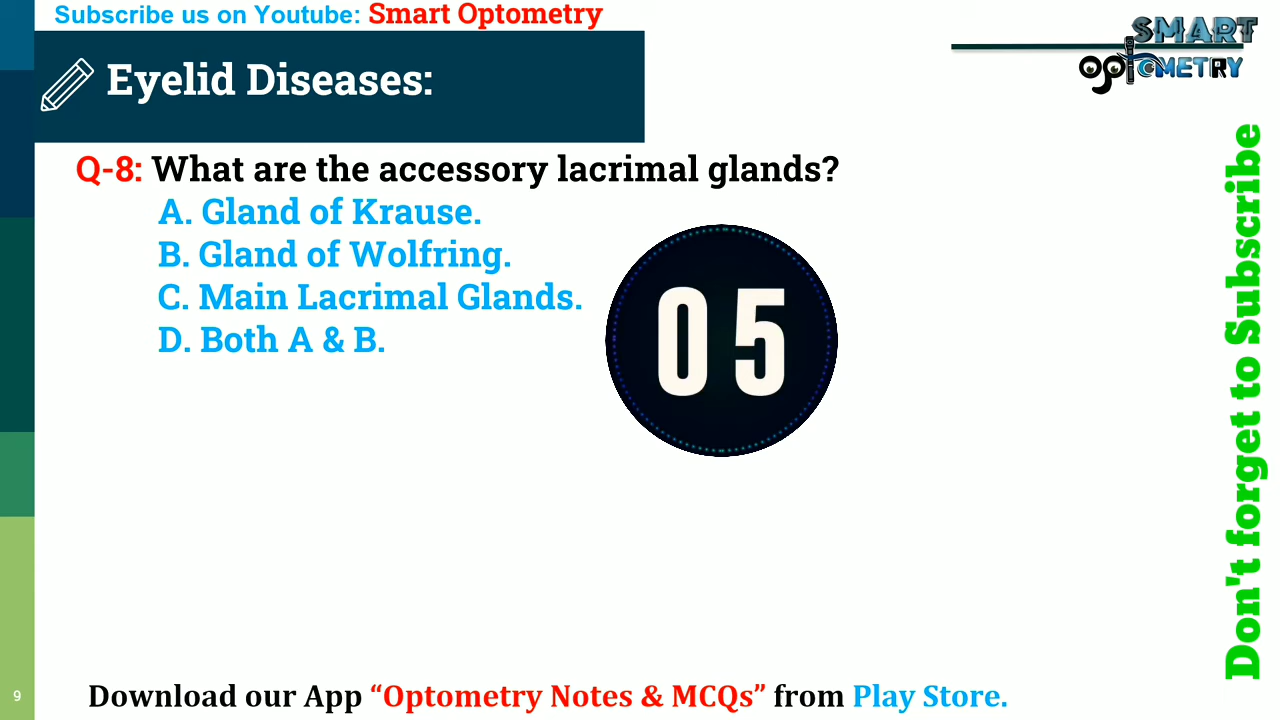 Subscribe us on Youtube: Smart Optometry
SMART
OPTOMETRY
Eyelid Diseases:
Q-8: What are the accessory lacrimal glands?
A. Gland of Krause.
B. Gland of Wolfring.
C. Main Lacrimal Glands.
D. Both A & B.
05
Don't forget to Subscribe
9
Download our App “Optometry Notes & MCQs” from Play Store.